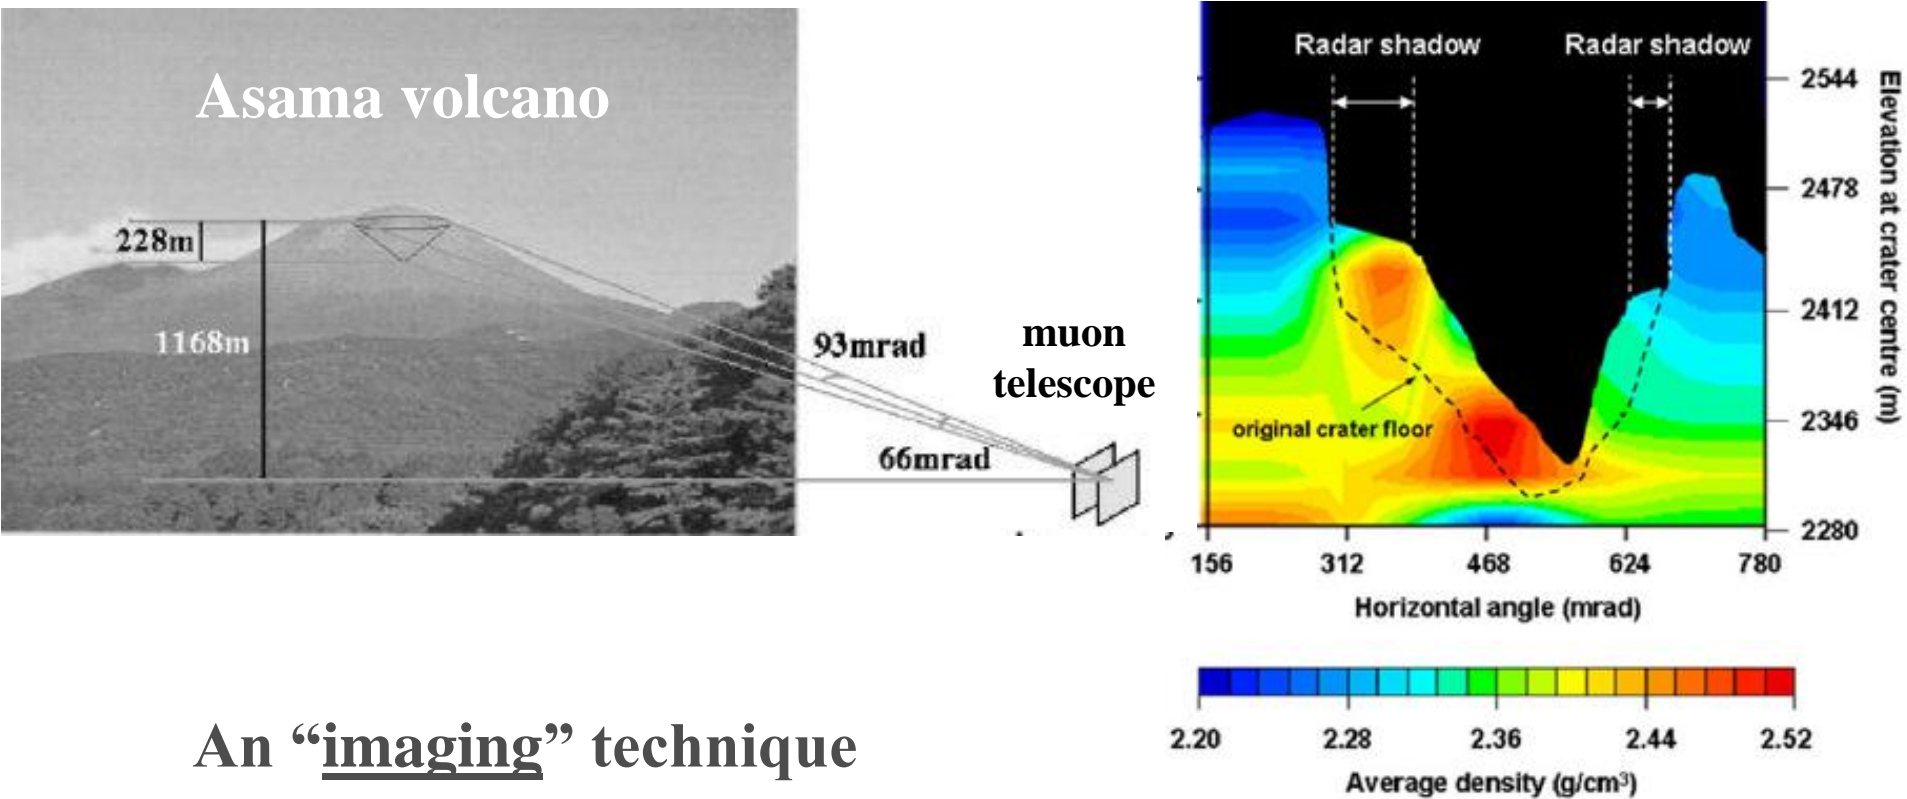 Asama volcano
228m
1168m
93mrad
66mrad
muon
telescope
An “imaging” technique
Radar shadow Radar shadow
2544
2478
2412
2346
2280
Elevation at crater centre (m)
original crater floor
156 312 468 624 780
Horizontal angle (mrad)
2.20 2.28 2.36 2.44 2.52
Average density (g/cm³)